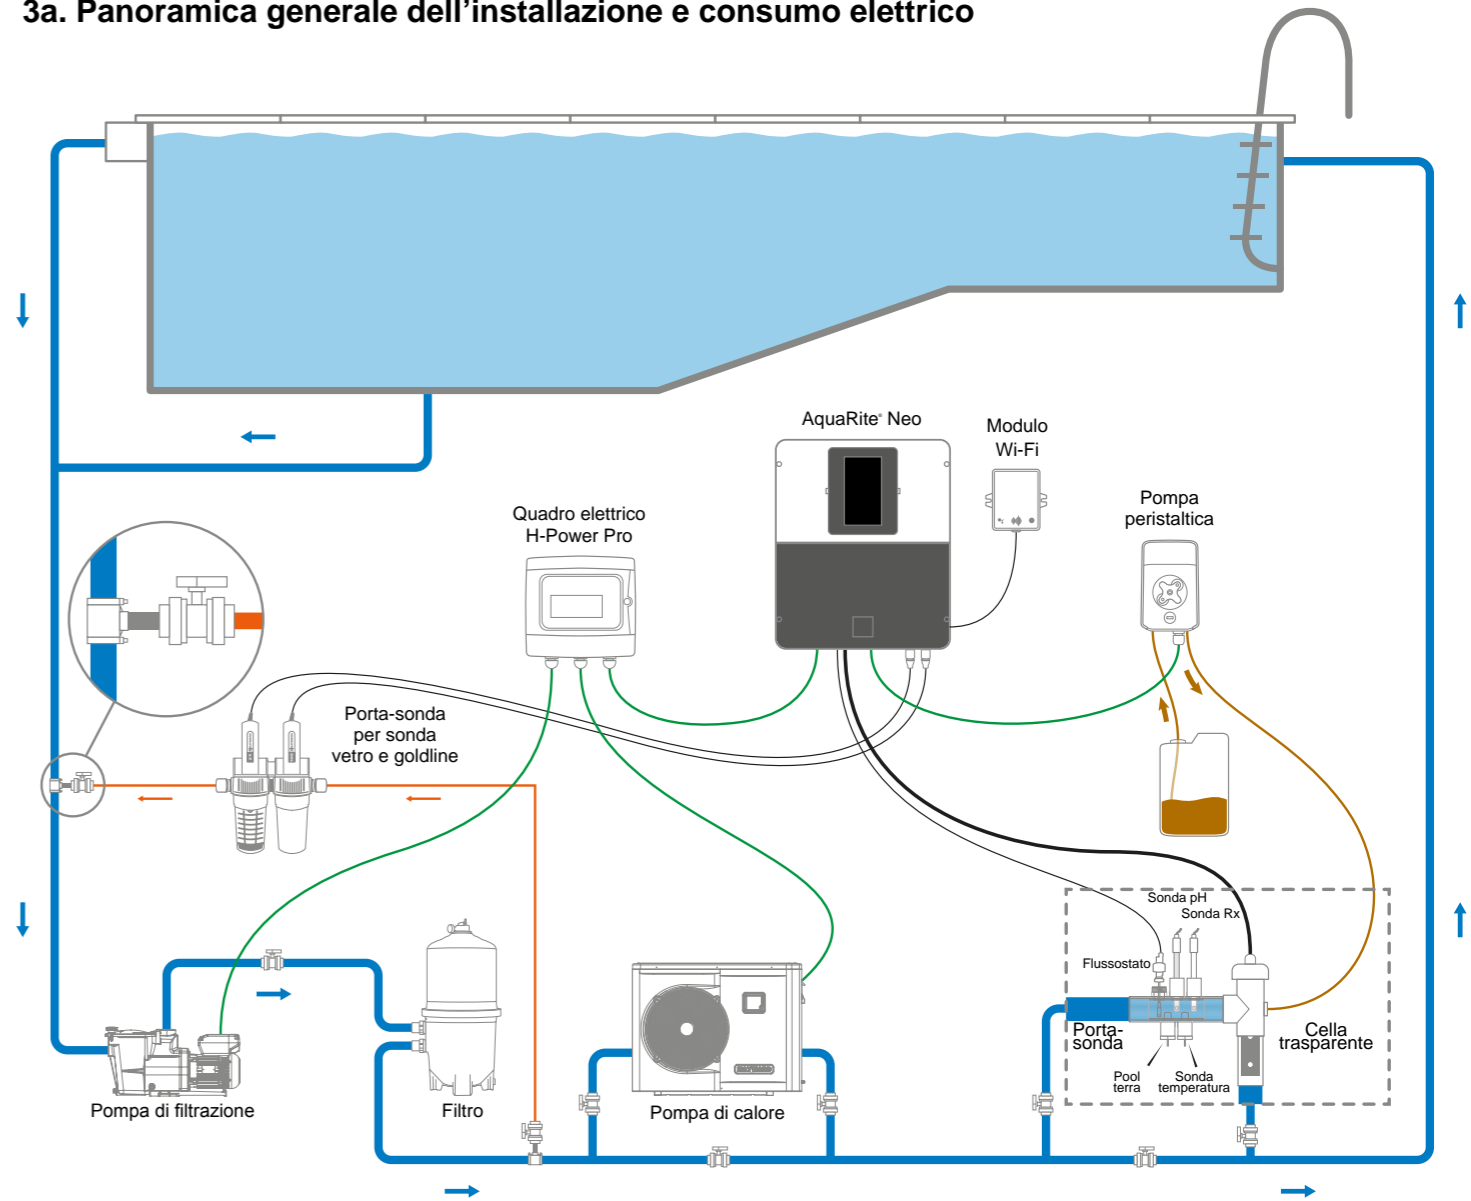 3a. Panoramica generale dell'installazione e consumo elettrico
AquaRite® Neo
Modulo
Wi-Fi
Quadro elettrico
H-Power Pro
Pompa
peristaltica
Porta-sonda
per sonda
vetro e goldline
Sonda pH
Sonda Rx
Flussostato
Porta-
sonda
Cella
trasparente
Pool
terra
Sonda
temperatura
Pompa di filtrazione
Filtro
Pompa di calore